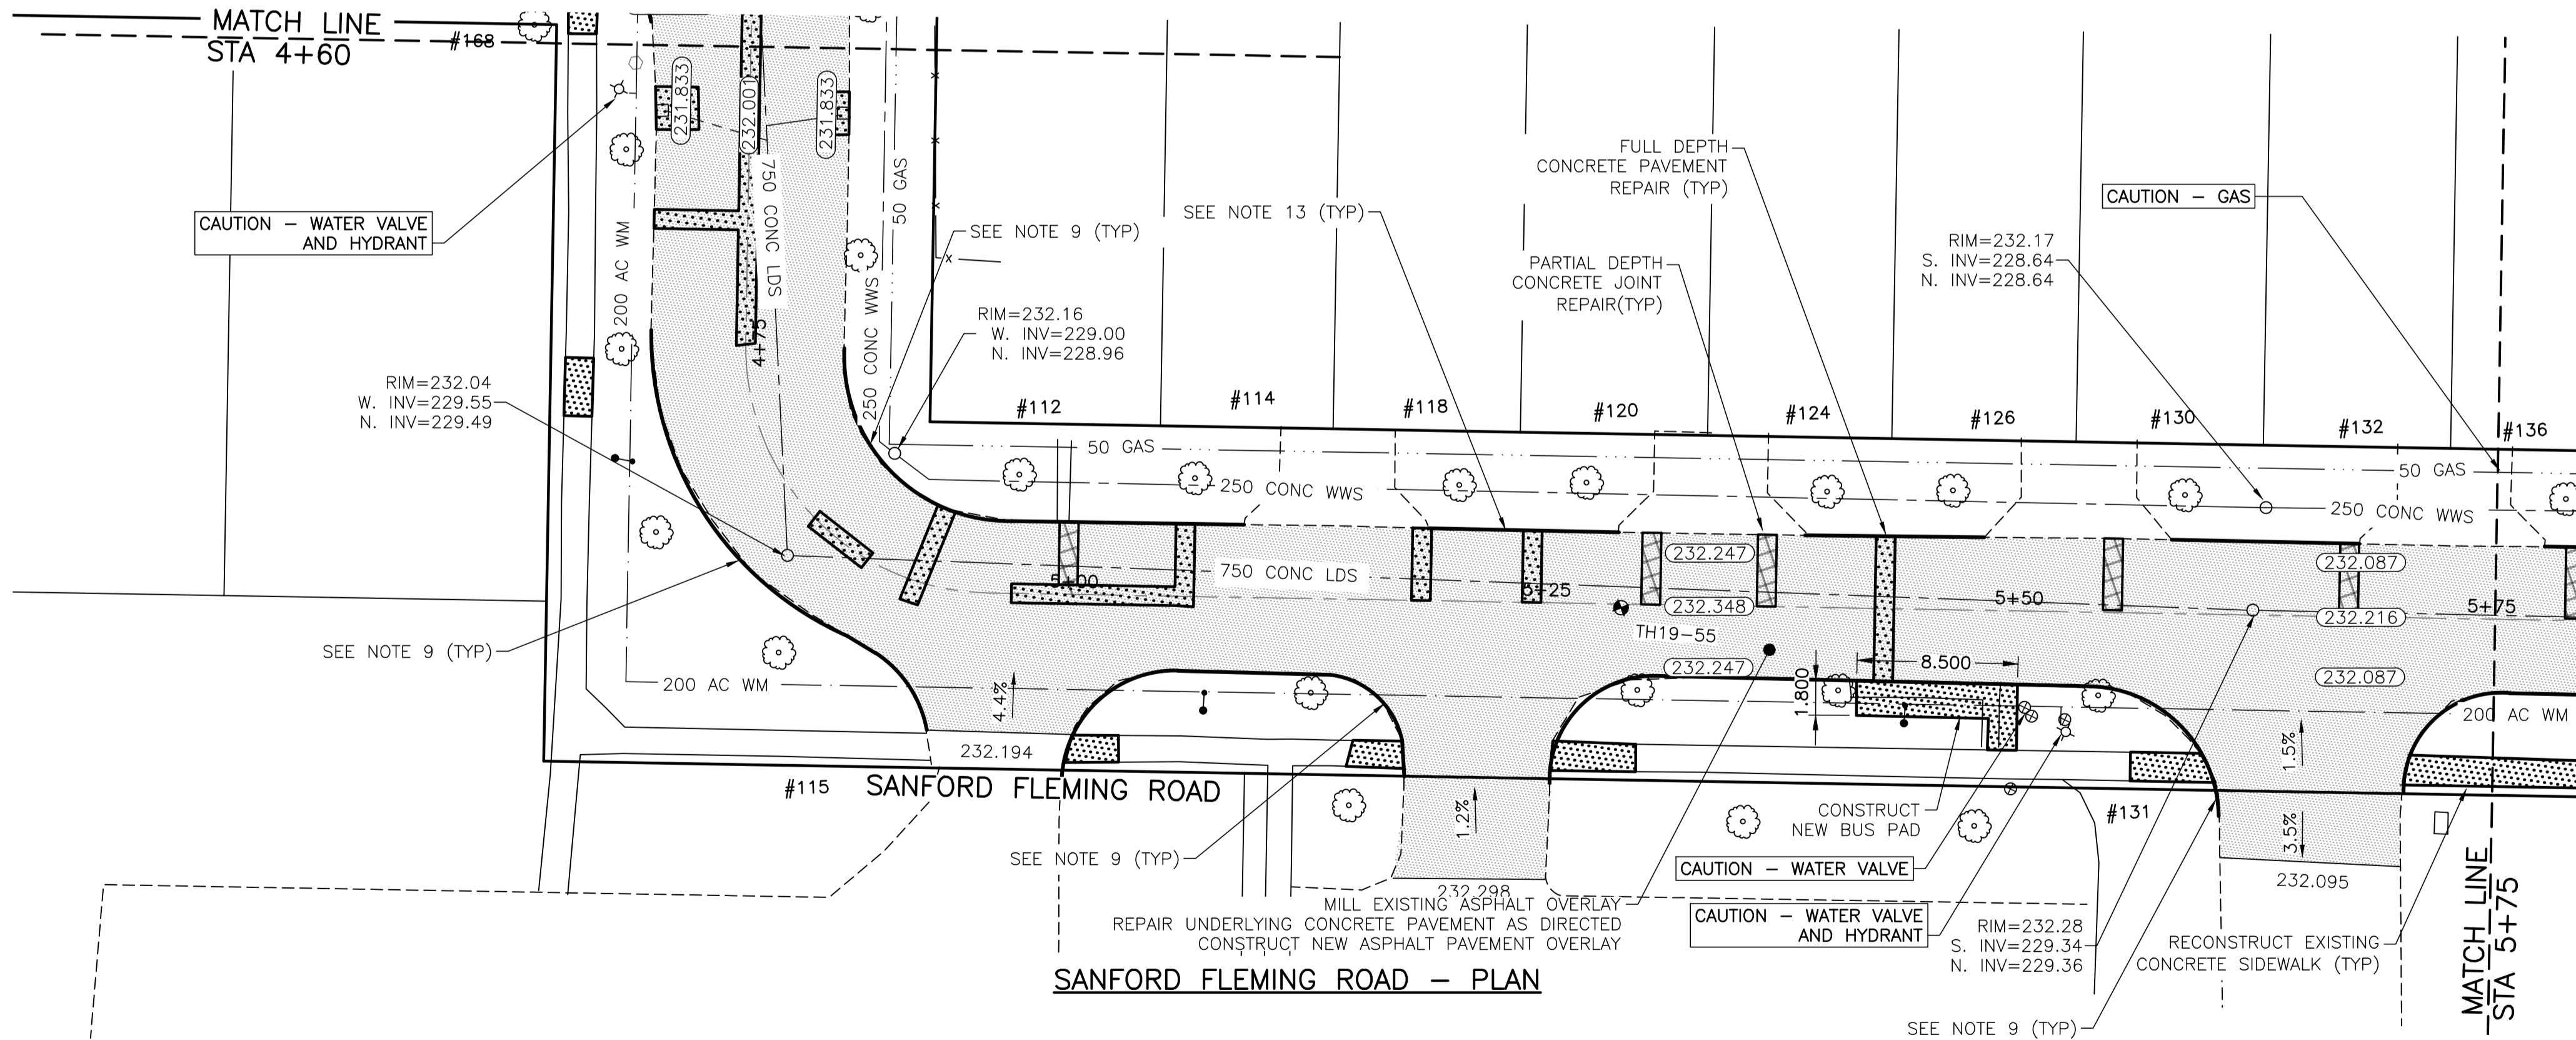 MATCH LINE
STA 4+60
#168
231.833
232.001
231.833
750 CONC LDS
200 AC WM
50 GAS
250 CONC WWS
4+75
CAUTION – WATER VALVE
AND HYDRANT
SEE NOTE 9 (TYP)
RIM=232.16
W. INV=229.00
N. INV=228.96
RIM=232.04
W. INV=229.55
N. INV=229.49
SEE NOTE 13 (TYP)
FULL DEPTH
CONCRETE PAVEMENT
REPAIR (TYP)
PARTIAL DEPTH
CONCRETE JOINT
REPAIR(TYP)
RIM=232.17
S. INV=228.64
N. INV=228.64
CAUTION – GAS
#112
#114
#118
#120
#124
#126
#130
#132
#136
50 GAS
50 GAS
250 CONC WWS
250 CONC WWS
750 CONC LDS
5+00
5+25
5+50
5+75
232.247
232.348
232.247
TH19-55
232.087
232.216
232.087
SEE NOTE 9 (TYP)
200 AC WM
4.4%
232.194
8.500
1.800
200 AC WM
1.5%
3.5%
1.2%
#115
SANFORD FLEMING ROAD
#131
CONSTRUCT
NEW BUS PAD
SEE NOTE 9 (TYP)
CAUTION – WATER VALVE
232.298
232.095
MILL EXISTING ASPHALT OVERLAY
REPAIR UNDERLYING CONCRETE PAVEMENT AS DIRECTED
CONSTRUCT NEW ASPHALT PAVEMENT OVERLAY
CAUTION – WATER VALVE
AND HYDRANT
RIM=232.28
S. INV=229.34
N. INV=229.36
RECONSTRUCT EXISTING
CONCRETE SIDEWALK (TYP)
MATCH LINE
STA 5+75
SANFORD FLEMING ROAD – PLAN
SEE NOTE 9 (TYP)